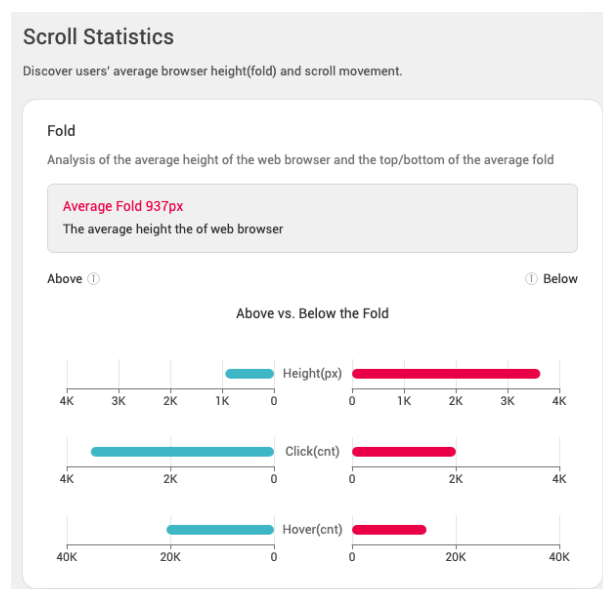 Scroll Statistics
Discover users' average browser height(fold) and scroll movement.
Fold
Analysis of the average height of the web browser and the top/bottom of the average fold
Average Fold 937px
The average height the of web browser
Above ⓘ ⓘ Below
Above vs. Below the Fold
Height(px)
4K 3K 2K 1K 0 0 1K 2K 3K 4K
Click(cnt)
4K 2K 0 0 2K 4K
Hover(cnt)
40K 20K 0 0 20K 40K